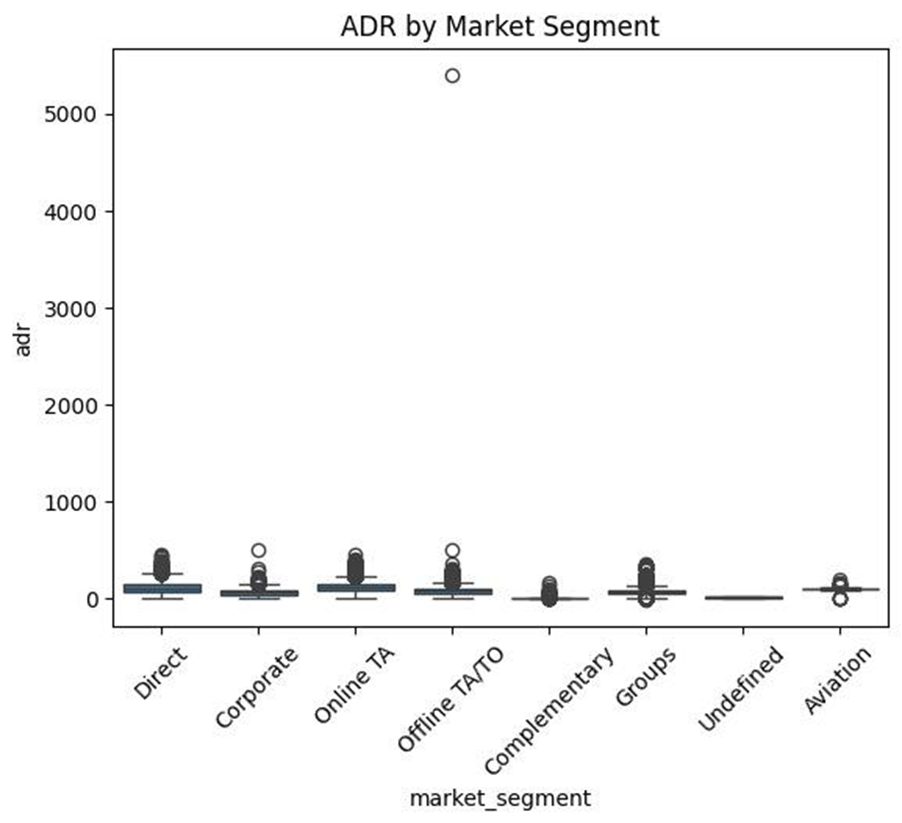 ADR by Market Segment
adr
5000
4000
3000
2000
1000
0
Direct
Corporate
Online TA
Offline TA/TO
Complementary
Groups
Undefined
Aviation
market_segment